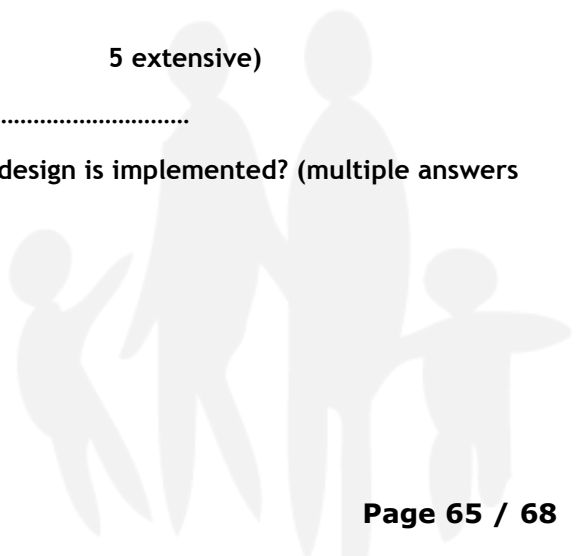 5 extensive)
................................
design is implemented? (multiple answers
Page 65 / 68